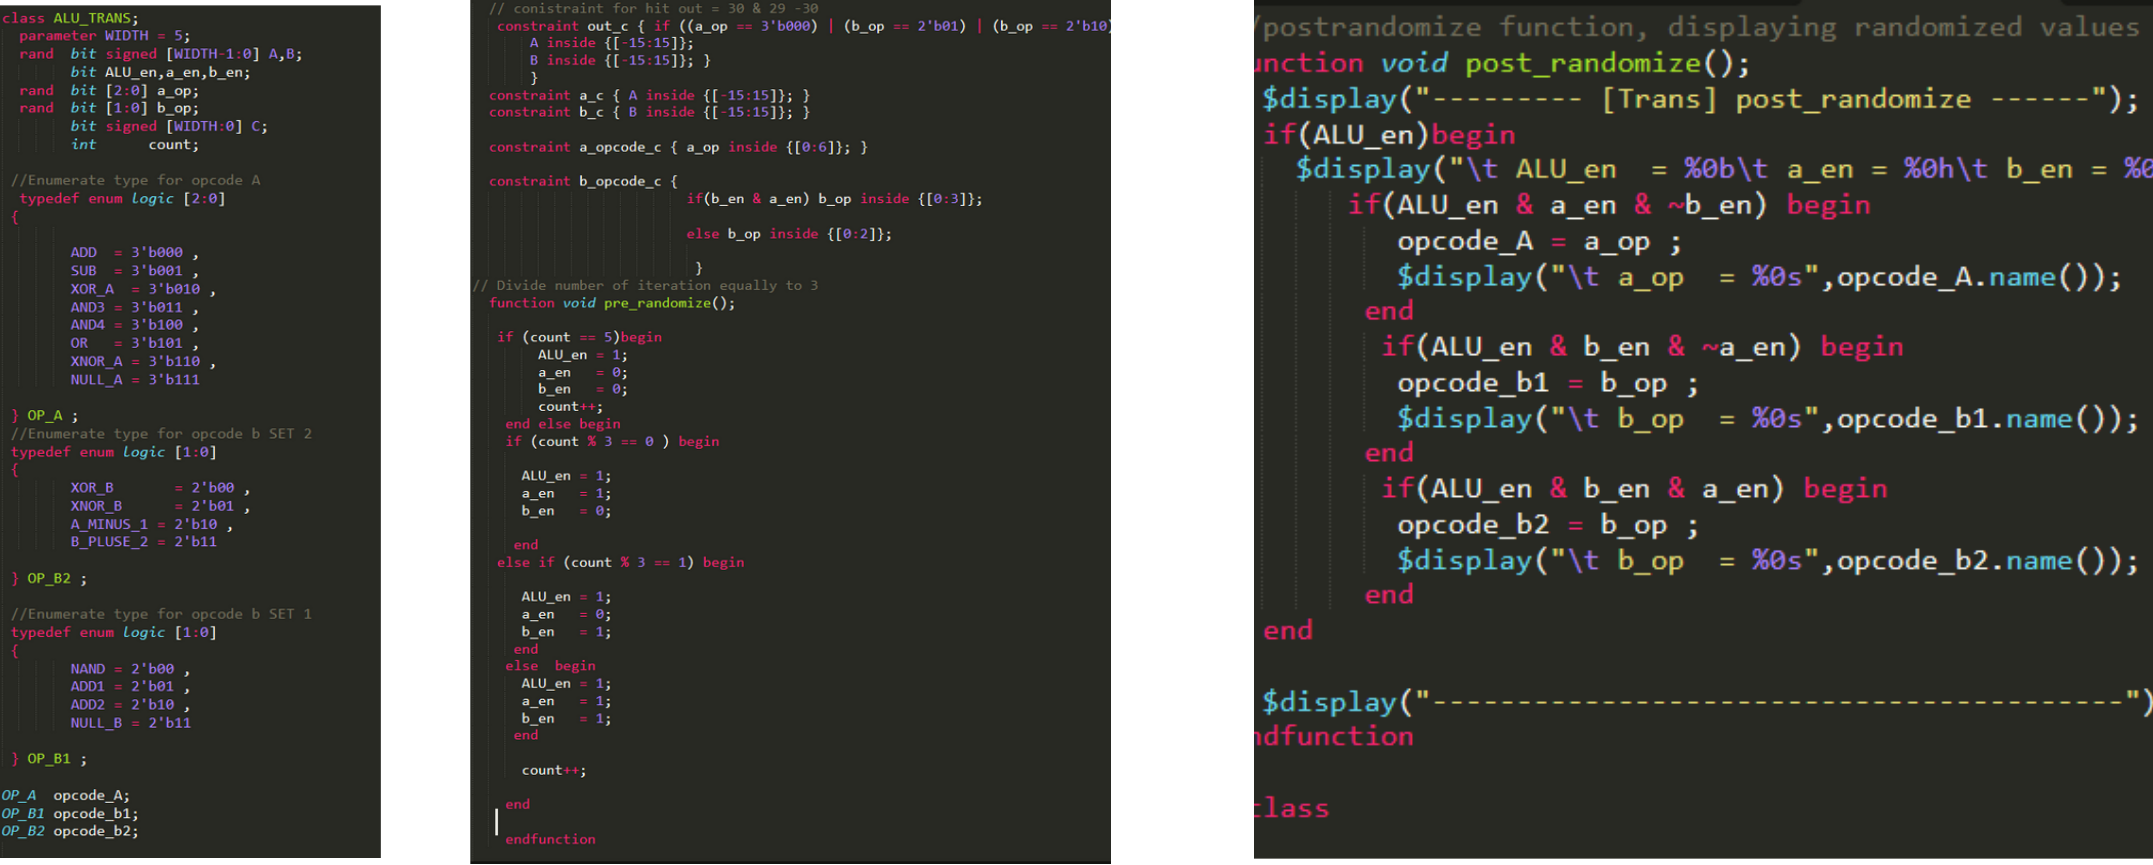 class ALU_TRANS;
parameter WIDTH = 5;
rand bit signed [WIDTH-1:0] A,B;
bit ALU_en,a_en,b_en;
rand bit [2:0] a_op;
rand bit [1:0] b_op;
bit signed [WIDTH:0] C;
int count;
//Enumerate type for opcode A
typedef enum logic [2:0]
{
ADD = 3'b000 ,
SUB = 3'b001 ,
XOR_A = 3'b010 ,
AND3 = 3'b011 ,
AND4 = 3'b100 ,
OR = 3'b101 ,
XNOR_A = 3'b110 ,
NULL_A = 3'b111
} OP_A ;
//Enumerate type for opcode b SET 2
typedef enum logic [1:0]
{
XOR_B = 2'b00 ,
XNOR_B = 2'b01 ,
A_MINUS_1 = 2'b10 ,
B_PLUSE_2 = 2'b11
} OP_B2 ;
//Enumerate type for opcode b SET 1
typedef enum logic [1:0]
{
NAND = 2'b00 ,
ADD1 = 2'b01 ,
ADD2 = 2'b10 ,
NULL_B = 2'b11
} OP_B1 ;
OP_A opcode_A;
OP_B1 opcode_b1;
OP_B2 opcode_b2;
// conistraint for hit out = 30 & 29 -30
constraint out_c { if ((a_op == 3'b000) | (b_op == 2'b01) | (b_op == 2'b10)
A inside {[-15:15]};
B inside {[-15:15]}; }
}
constraint a_c { A inside {[-15:15]}; }
constraint b_c { B inside {[-15:15]}; }
constraint a_opcode_c { a_op inside {[0:6]}; }
constraint b_opcode_c {
if(b_en & a_en) b_op inside {[0:3]};
else b_op inside {[0:2]};
}
// Divide number of iteration equally to 3
function void pre_randomize();
if (count == 5)begin
ALU_en = 1;
a_en = 0;
b_en = 0;
count++;
end else begin
if (count % 3 == 0 ) begin
ALU_en = 1;
a_en = 1;
b_en = 0;
end
else if (count % 3 == 1) begin
ALU_en = 1;
a_en = 0;
b_en = 1;
end
else begin
ALU_en = 1;
a_en = 1;
b_en = 1;
end
count++;
end
endfunction
/postrandomize function, displaying randomized values
unction void post_randomize();
$display("--------- [Trans] post_randomize ------");
if(ALU_en)begin
$display("\t ALU_en = %0b\t a_en = %0h\t b_en = %0
if(ALU_en & a_en & ~b_en) begin
opcode_A = a_op ;
$display("\t a_op = %0s",opcode_A.name());
end
if(ALU_en & b_en & ~a_en) begin
opcode_b1 = b_op ;
$display("\t b_op = %0s",opcode_b1.name());
end
if(ALU_en & b_en & a_en) begin
opcode_b2 = b_op ;
$display("\t b_op = %0s",opcode_b2.name());
end
end
$display("-----------------------------------------")
ndfunction
class